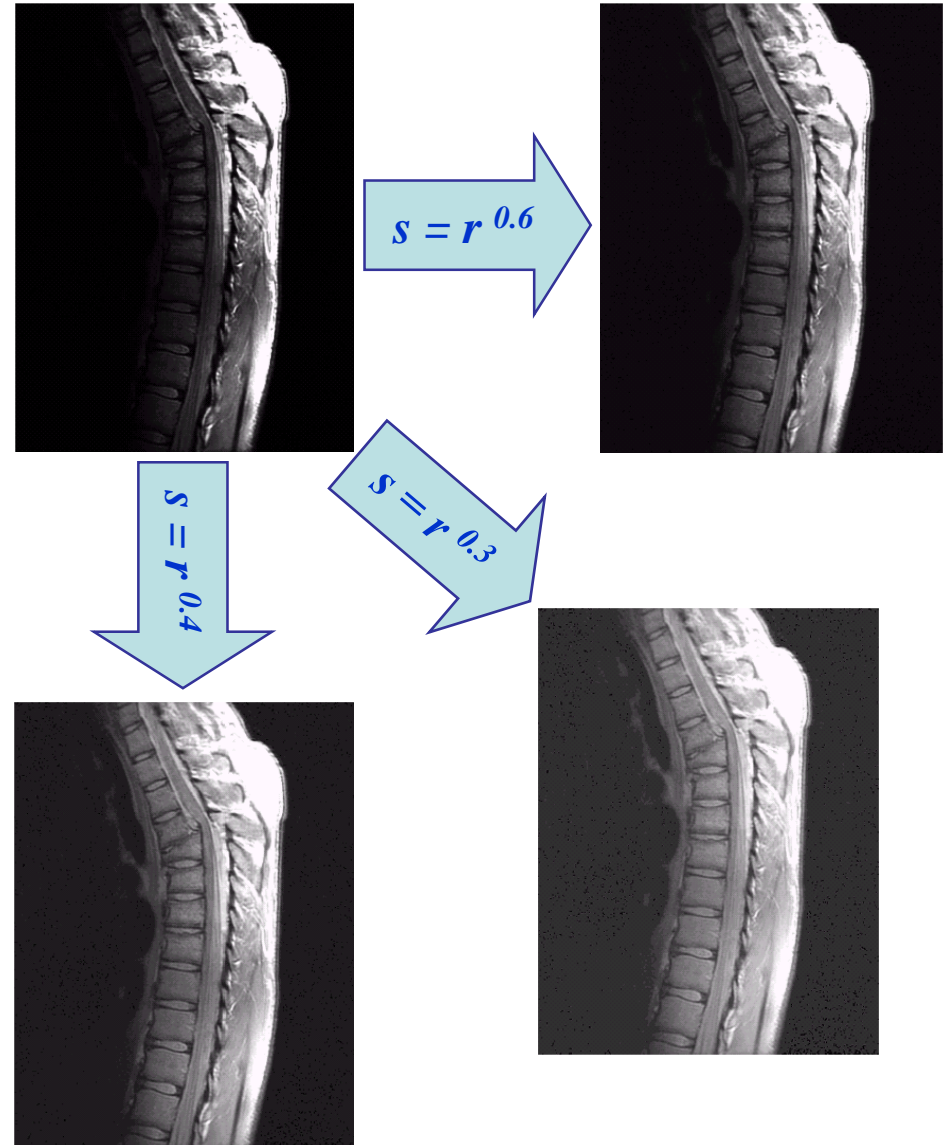 s = r 0.6
s = r 0.3
s = r 0.4